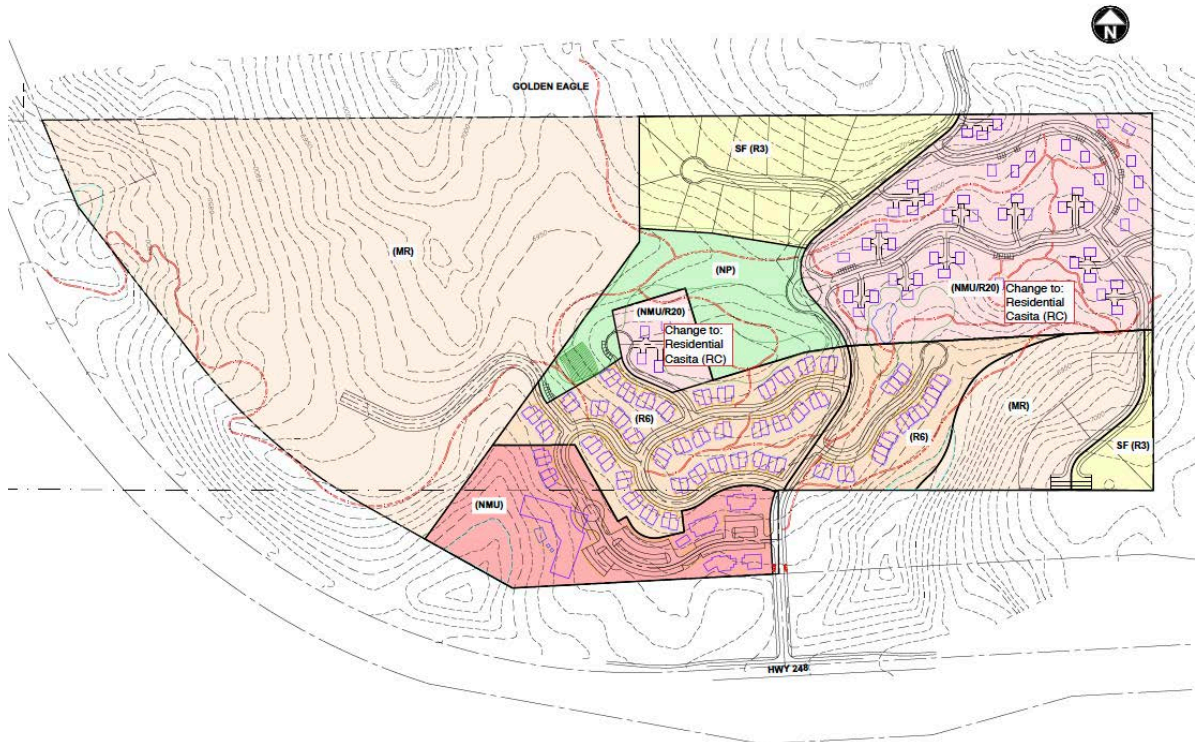 N
GOLDEN EAGLE
SF (R3)
(MR)
(NP)
(NMU/R20)
Change to:
Residential
Casita (RC)
(NMU/R20)
Change to:
Residential
Casita (RC)
(R6)
(MR)
(R6)
SF (R3)
(NMU)
HWY 248